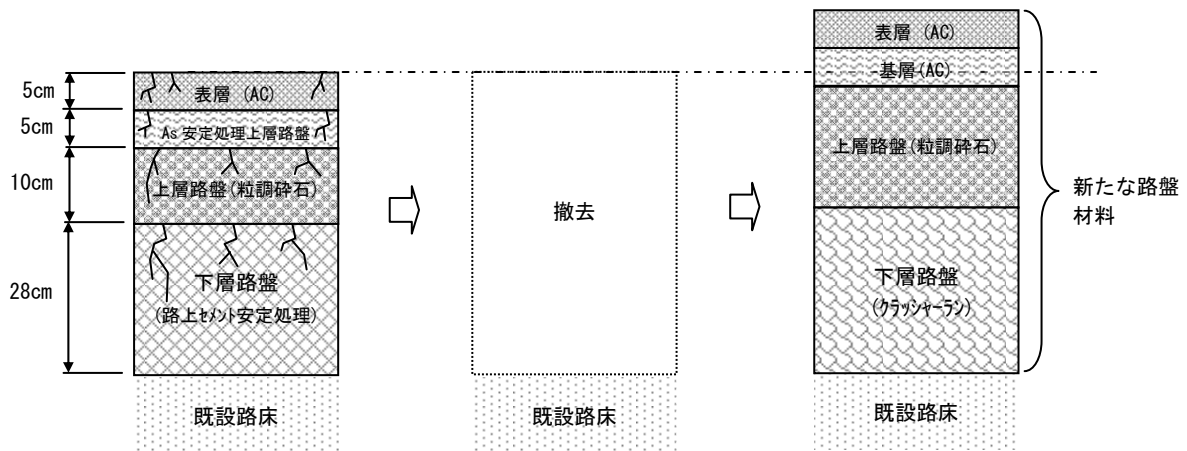 5cm
5cm
10cm
28cm
表層 (AC)
As 安定処理上層路盤
上層路盤(粒調砕石)
下層路盤
(路上ｾﾒﾝﾄ安定処理)
既設路床
撤去
既設路床
表層 (AC)
基層(AC)
上層路盤(粒調砕石)
下層路盤
(ｸﾗｯｼｬｰﾗﾝ)
既設路床
新たな路盤
材料